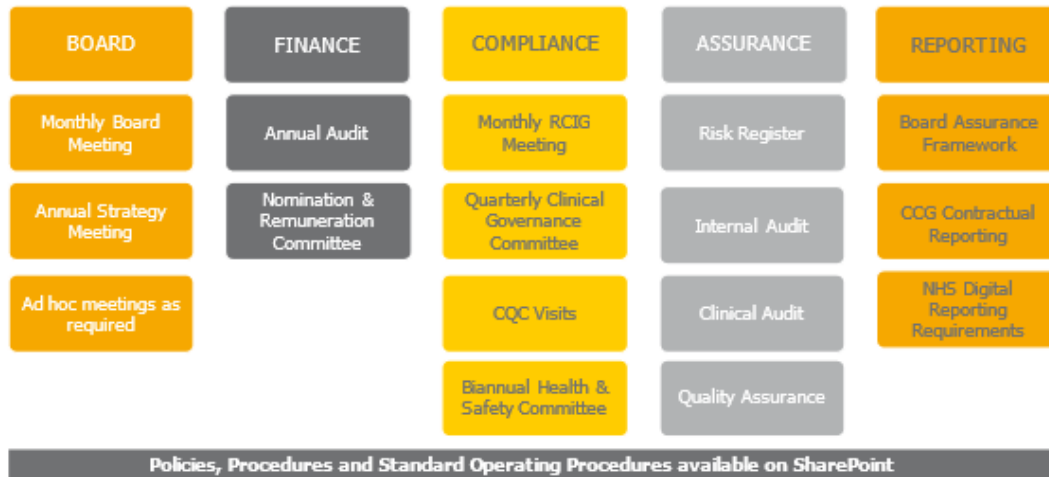 BOARD
FINANCE
COMPLIANCE
ASSURANCE
REPORTING
Monthly Board
Meeting
Annual Audit
Monthly RCIG
Meeting
Risk Register
Board Assurance
Framework
Annual Strategy
Meeting
Nomination &
Remuneration
Committee
Quarterly Clinical
Governance
Committee
Internal Audit
CCG Contractual
Reporting
Ad hoc meetings as
required
CQC Visits
Clinical Audit
NHS Digital
Reporting
Requirements
Biannual Health &
Safety Committee
Quality Assurance
Policies, Procedures and Standard Operating Procedures available on SharePoint